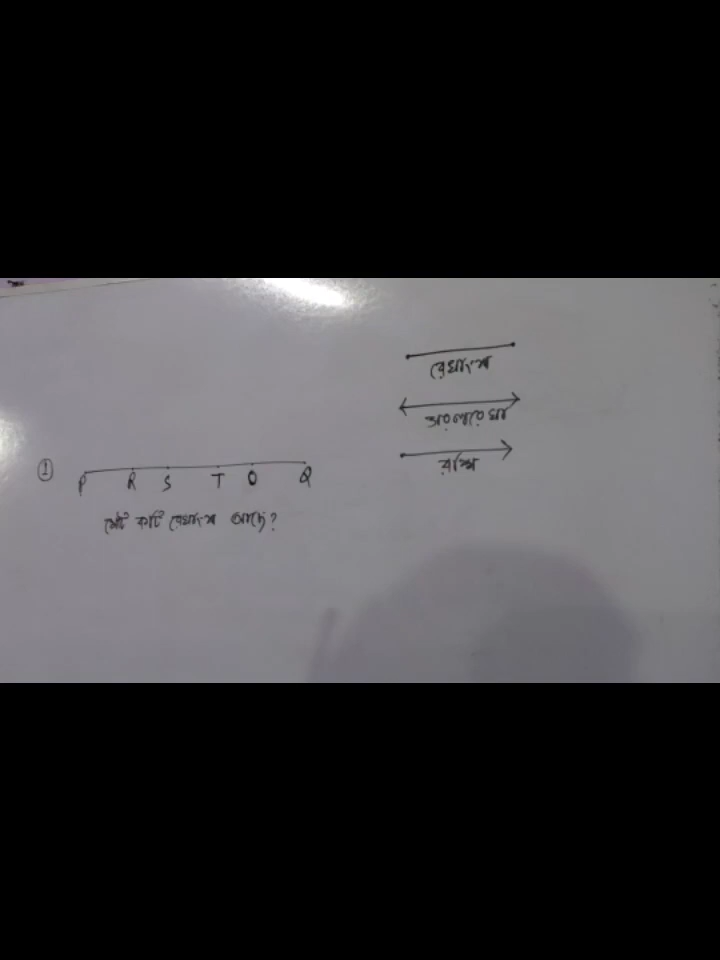 রেখাংশ
সরলরেখা
রশ্মি
①
P R S T O Q
মোট কটি রেখাংশ আছে?